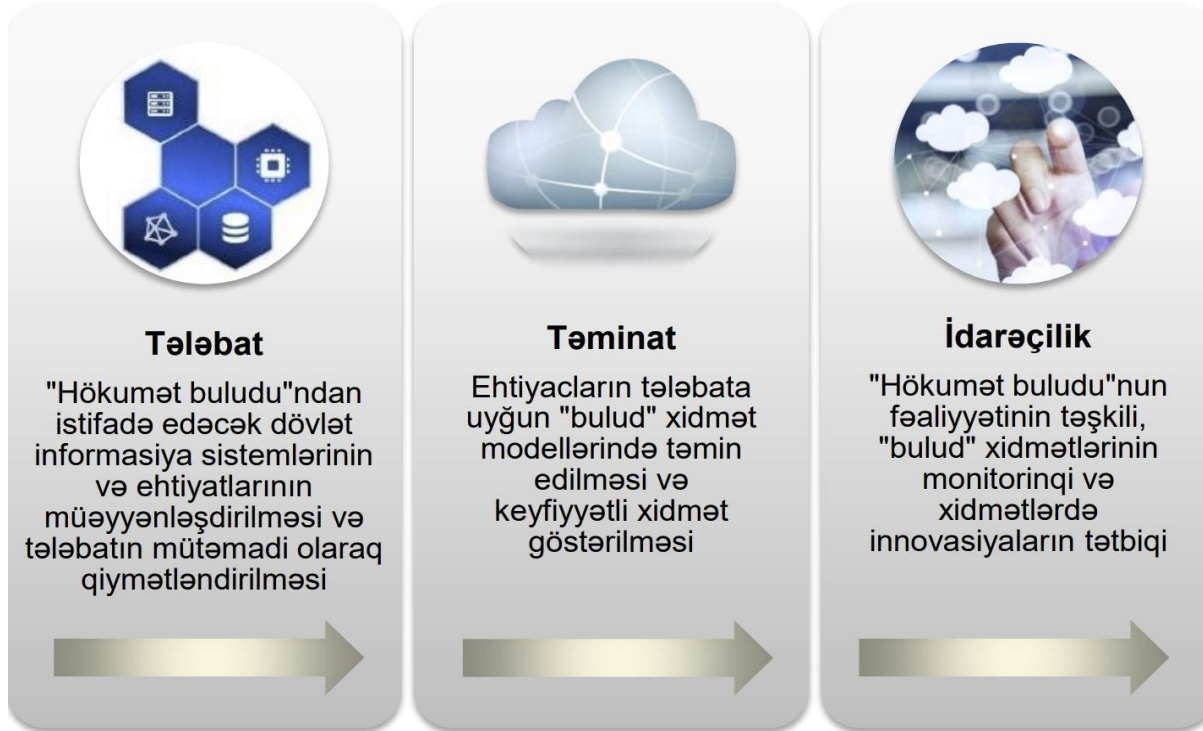 Tələbat
"Hökumət buludu"ndan
istifadə edəcək dövlət
informasiya sistemlərinin
və ehtiyatlarının
müəyyənləşdirilməsi və
tələbatın mütəmadi olaraq
qiymətləndirilməsi
Təminat
Ehtiyacların tələbata
uyğun "bulud" xidmət
modellərində təmin
edilməsi və
keyfiyyətli xidmət
göstərilməsi
İdarəçilik
"Hökumət buludu"nun
fəaliyyətinin təşkili,
"bulud" xidmətlərinin
monitorinqi və
xidmətlərdə
innovasiyaların tətbiqi